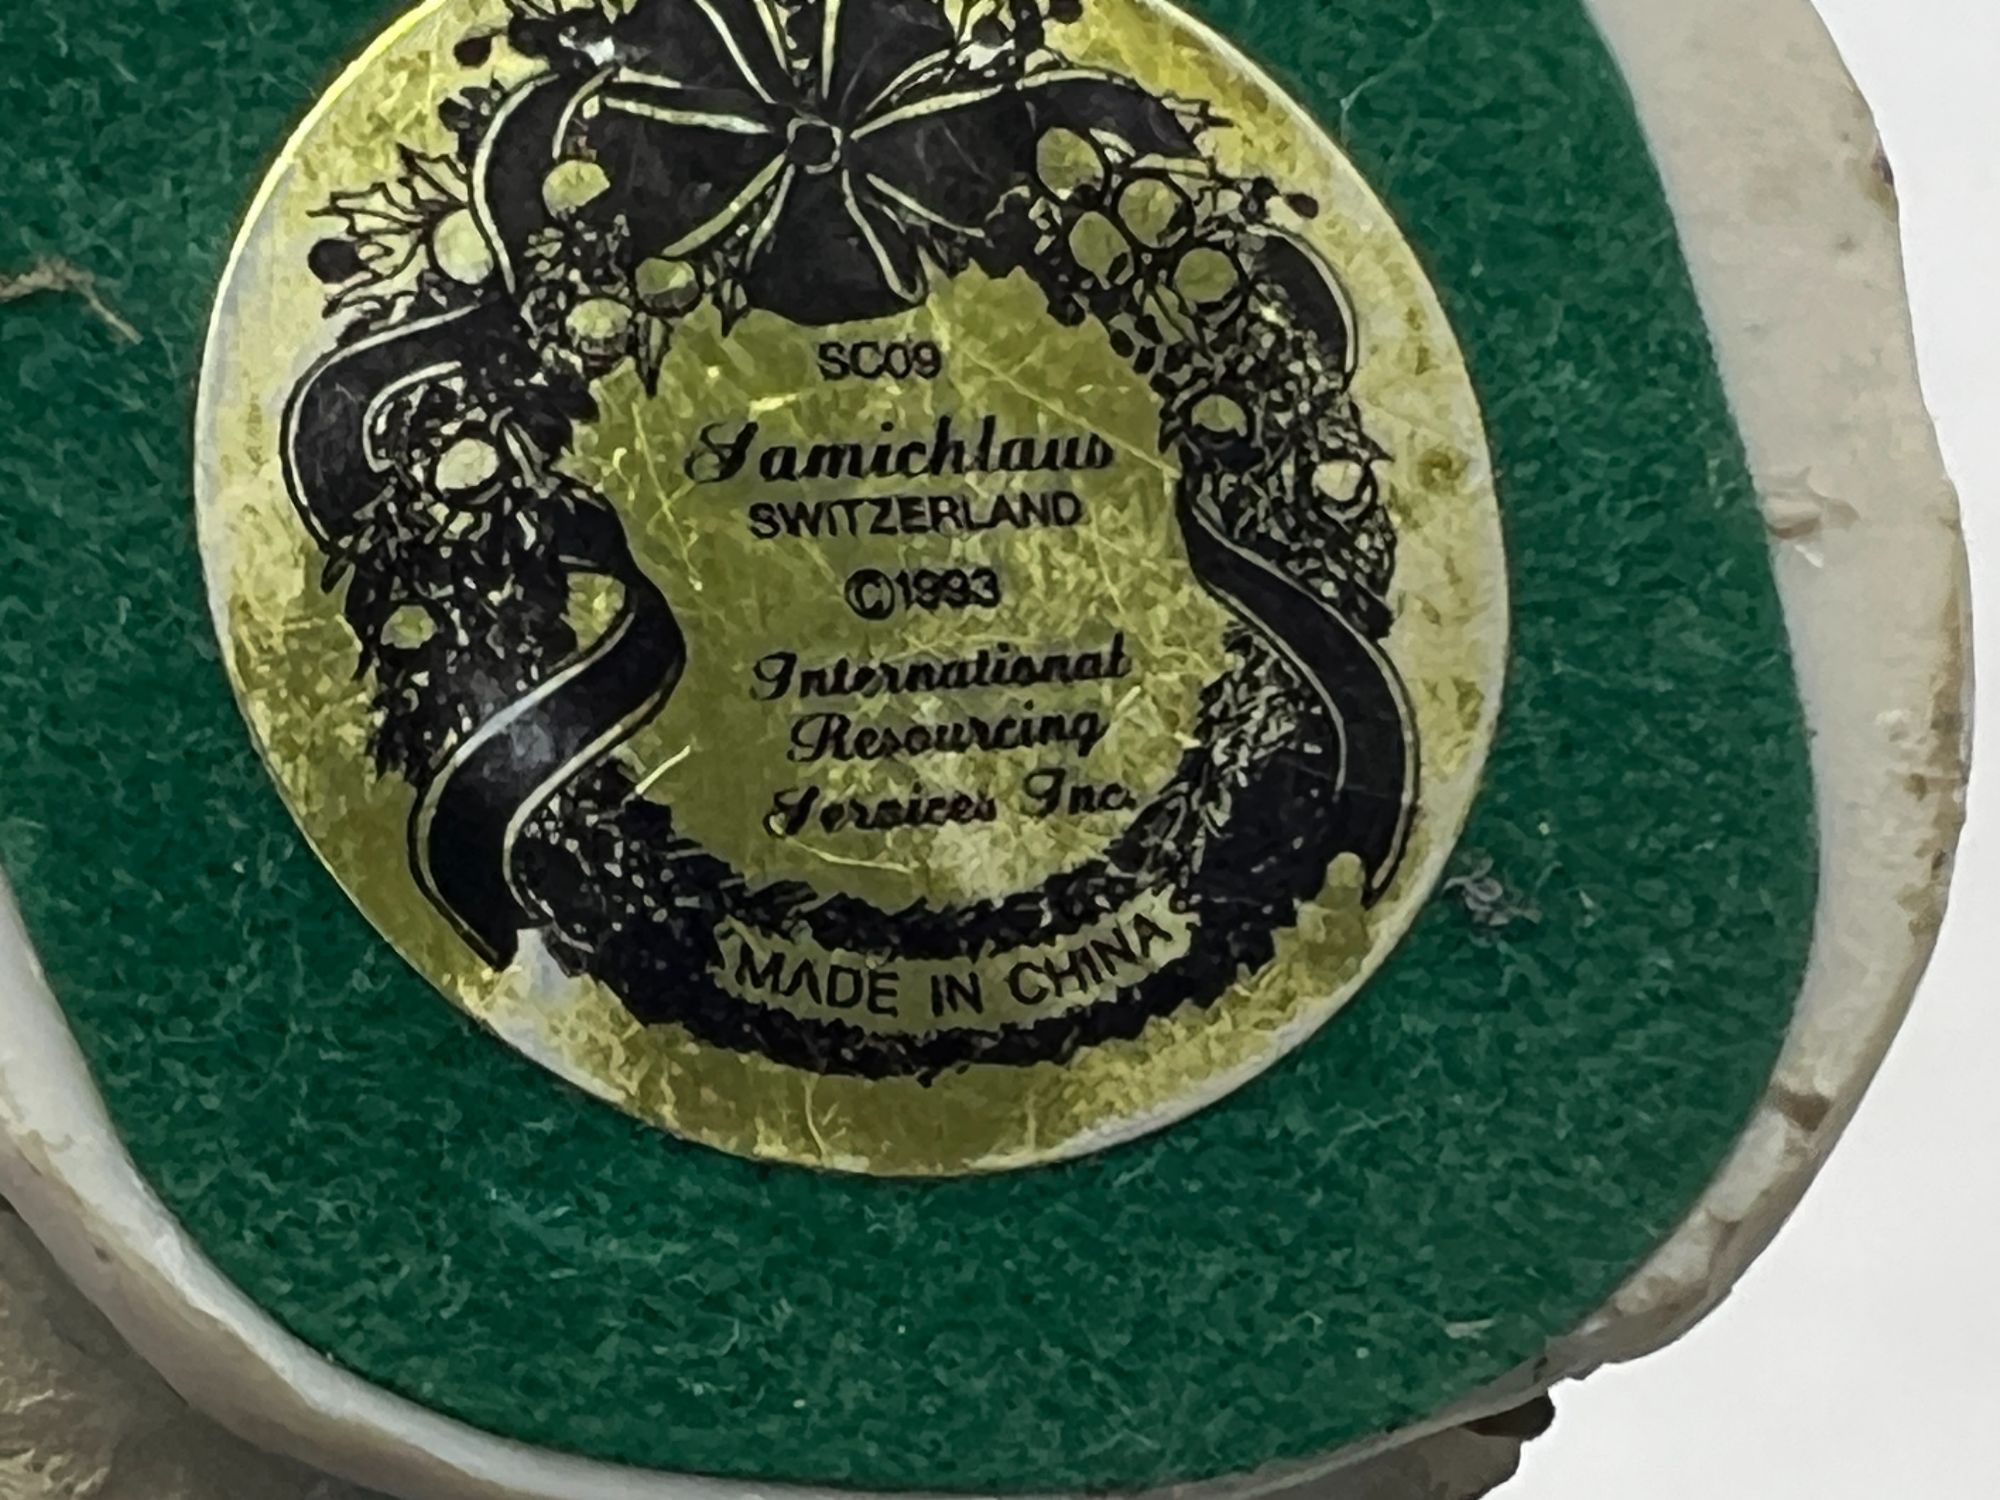 SC09
Samichlaus
SWITZERLAND
©1993
International
Resourcing
Services Inc.
MADE IN CHINA